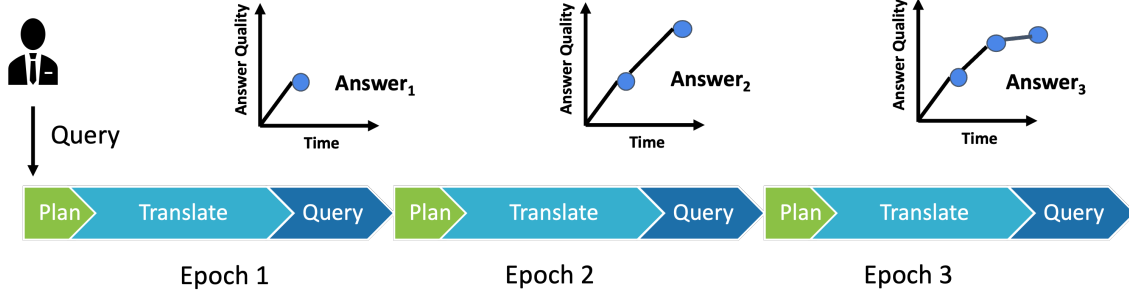 Query
Answer Quality
Answer₁
Time
Answer Quality
Answer₂
Time
Answer Quality
Answer₃
Time
Plan Translate Query Plan Translate Query Plan Translate Query
Epoch 1 Epoch 2 Epoch 3